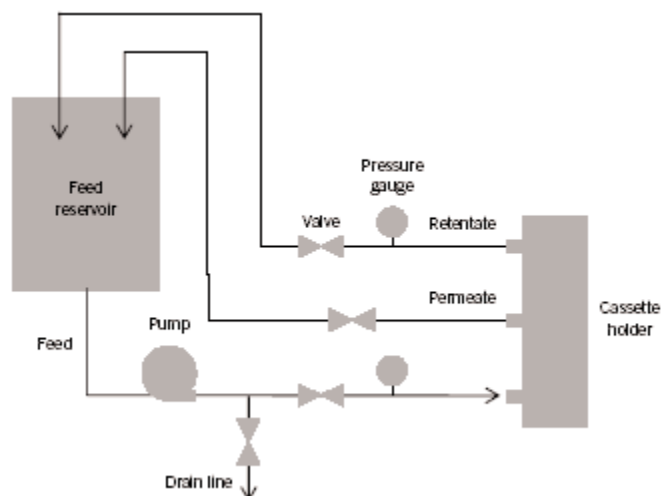 Pressure
gauge
Feed
reservoir
Valve
Retentate
Permeate
Cassette
holder
Pump
Feed
Drain line